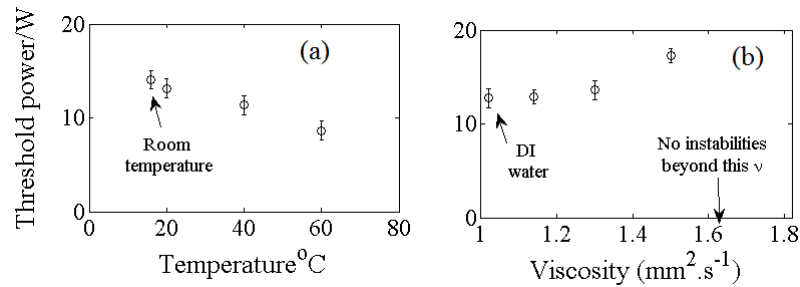 Threshold power/W
20
10
0
0
20
40
60
80
Temperature°C
(a)
Room
temperature
20
10
0
1
1.2
1.4
1.6
1.8
Viscosity (mm².s⁻¹)
(b)
DI
water
No instabilities
beyond this ν